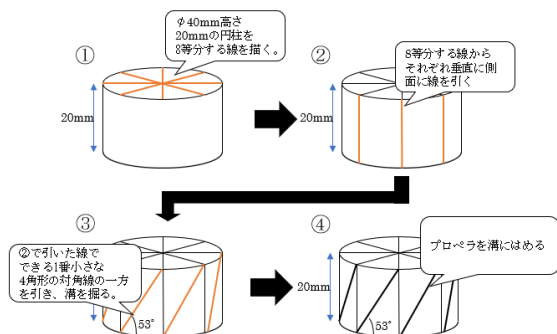 ①
φ40mm高さ
20mmの円柱を
8等分する線を描く。
20mm
②
8等分する線から
それぞれ垂直に側
面に線を引く
20mm
③
②で引いた線で
できる1番小さな
4角形の対角線の一方
を引き、溝を掘る。
53°
④
プロペラを溝にはめる
20mm
53°